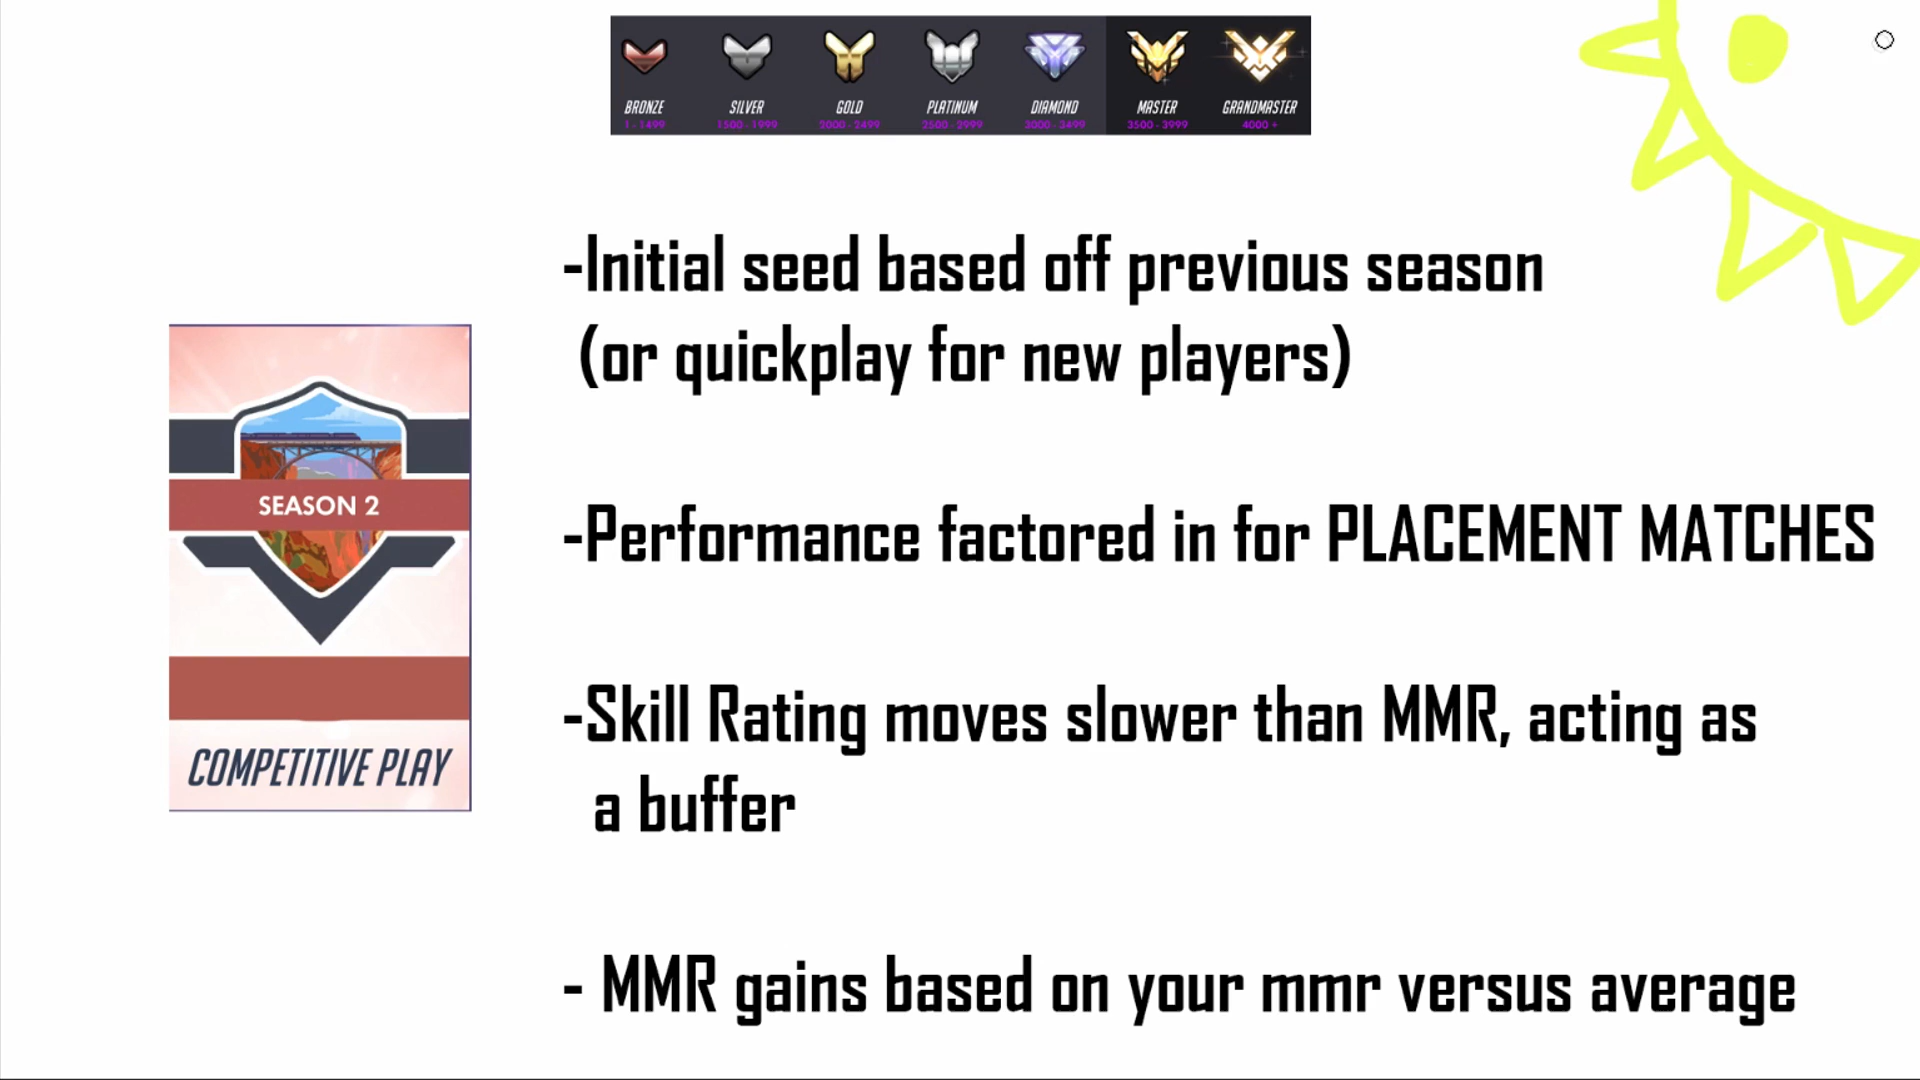 BRONZE SILVER GOLD PLATINUM DIAMOND MASTER GRANDMASTER
1 - 1499 1500 - 1999 2000 - 2499 2500 - 2999 3000 - 3499 3500 - 3999 4000 +
-Initial seed based off previous season
(or quickplay for new players)
SEASON 2
-Performance factored in for PLACEMENT MATCHES
-Skill Rating moves slower than MMR, acting as
a buffer
COMPETITIVE PLAY
- MMR gains based on your mmr versus average